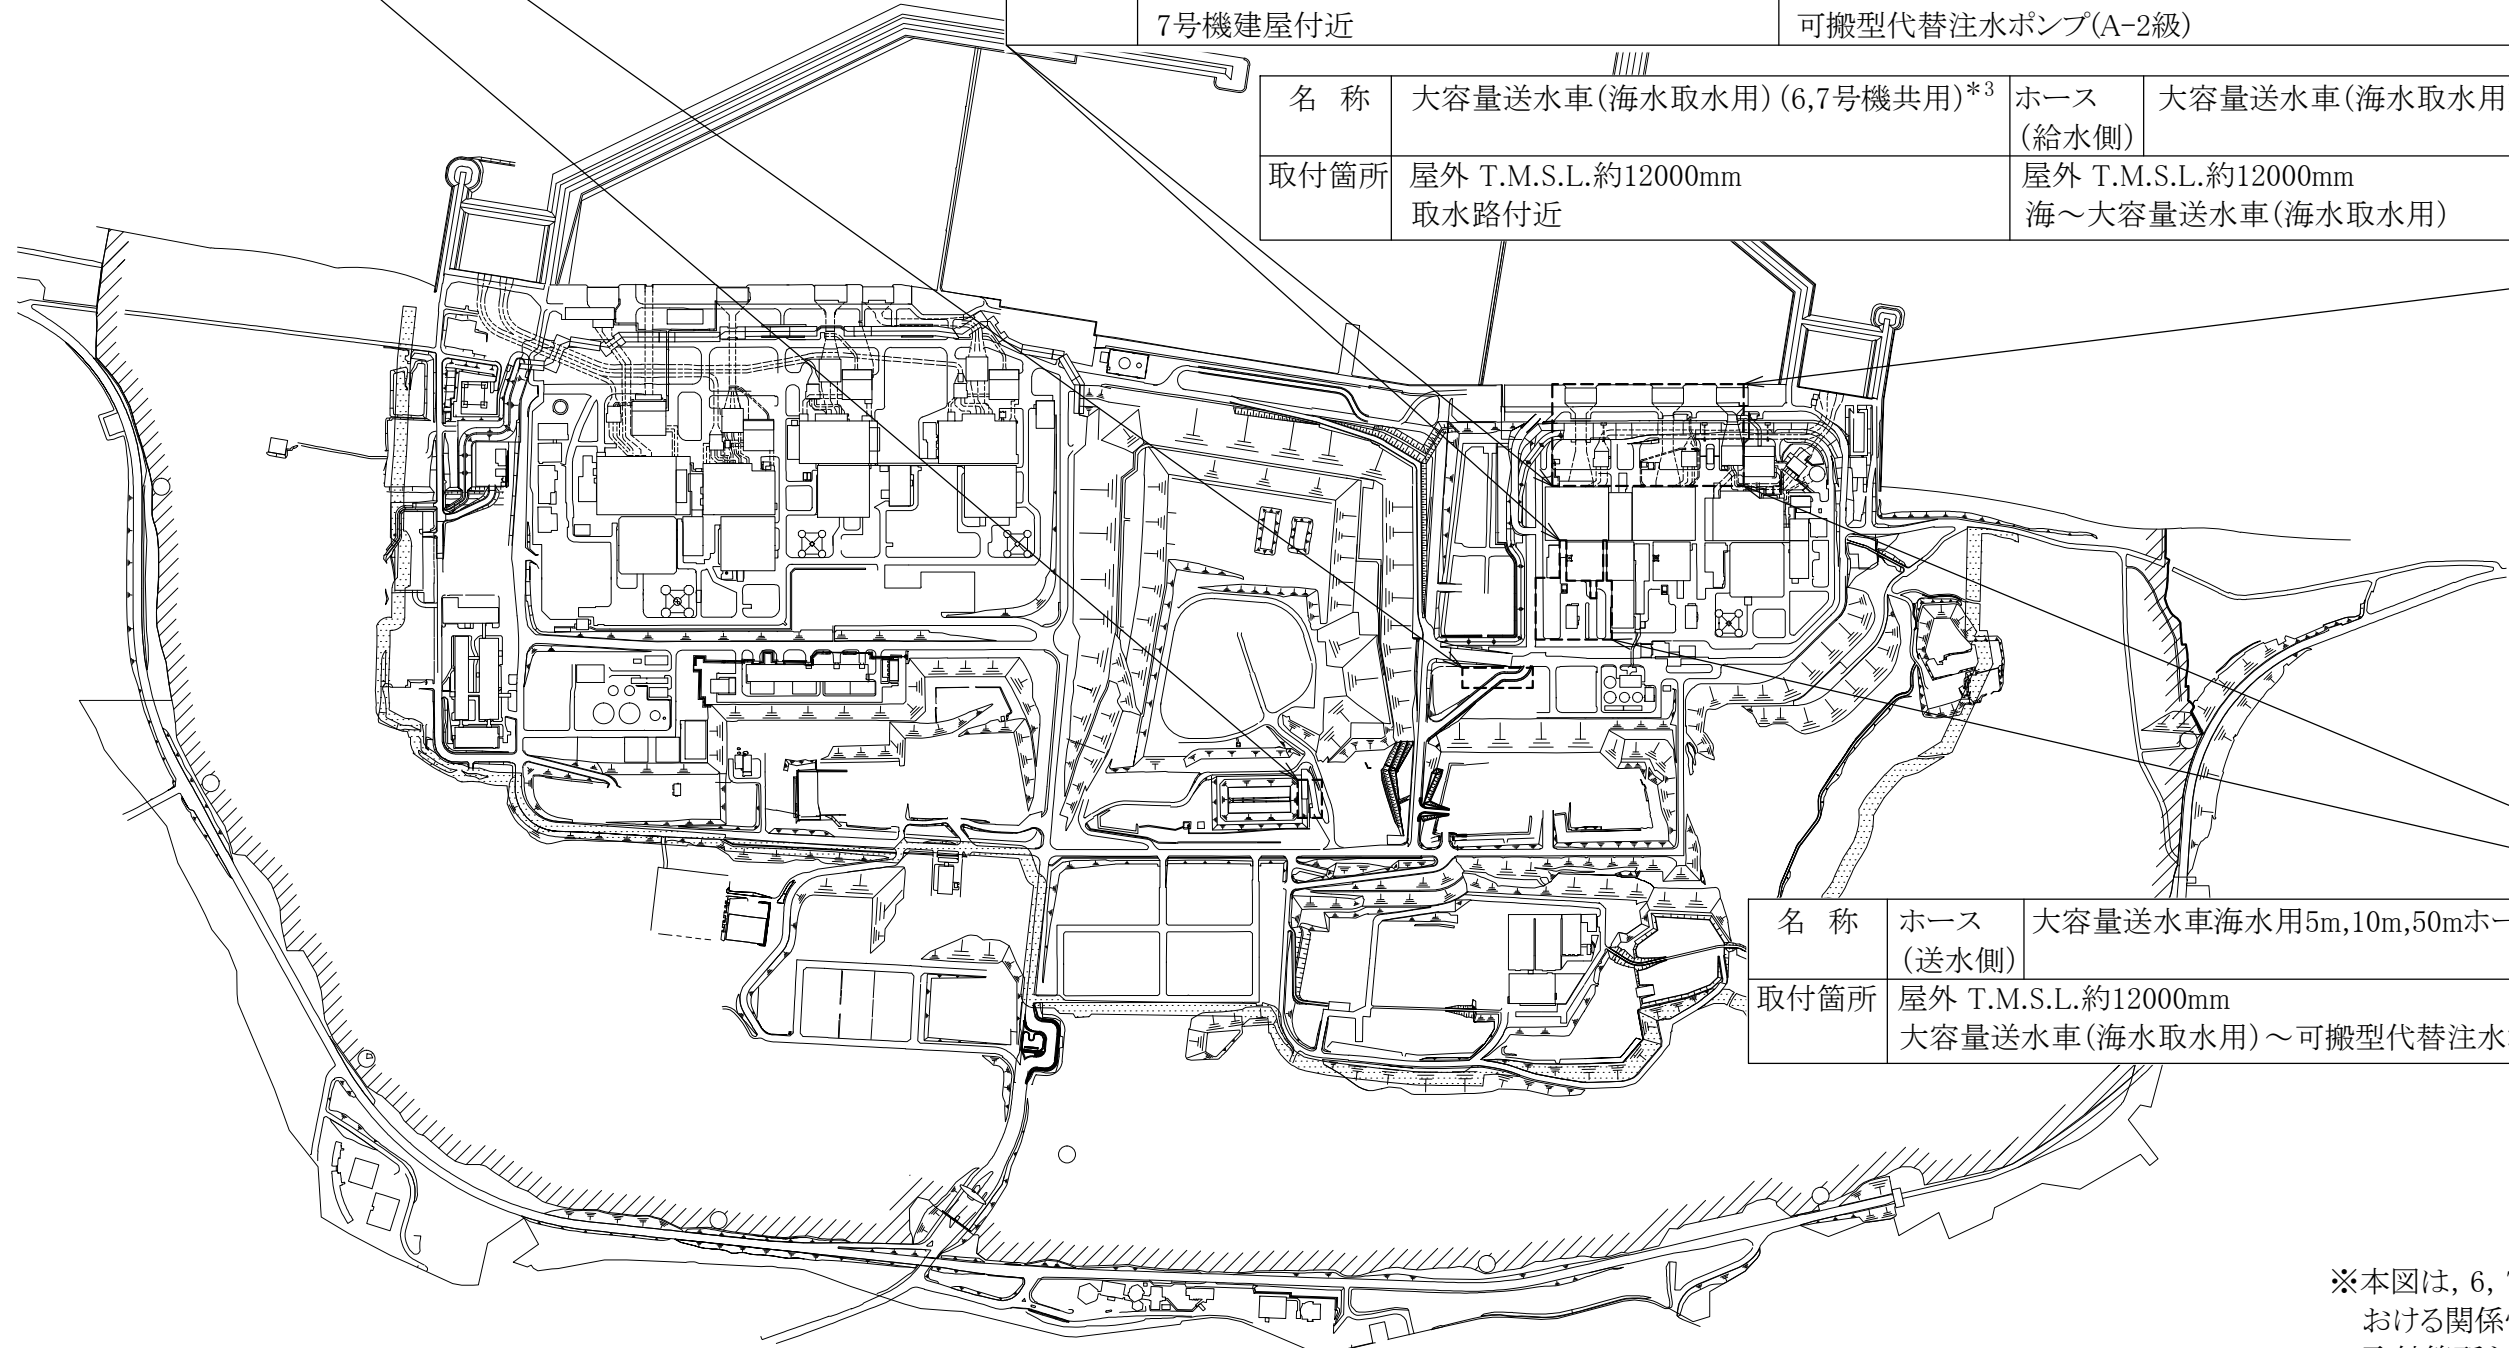 7号機建屋付近
可搬型代替注水ポンプ(A-2級)
名 称
大容量送水車(海水取水用)(6,7号機共用)*3
ホース
(給水側)
大容量送水車(海水取水用
取付箇所
屋外 T.M.S.L.約12000mm
取水路付近
屋外 T.M.S.L.約12000mm
海～大容量送水車(海水取水用)
名 称
ホース
(送水側)
大容量送水車海水用5m,10m,50mホー
取付箇所
屋外 T.M.S.L.約12000mm
大容量送水車(海水取水用)～可搬型代替注水
※本図は, 6,
おける関係